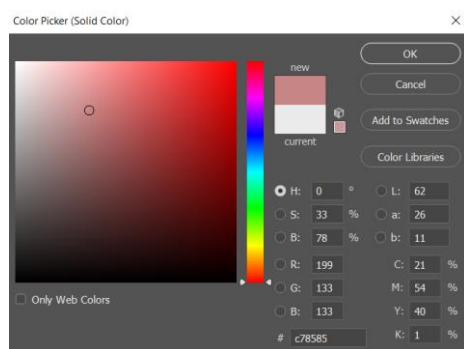 Color Picker (Solid Color)
new
current
OK
Cancel
Add to Swatches
Color Libraries
H: 0 °
S: 33 %
B: 78 %
R: 199
G: 133
B: 133
# c78585
L: 62
a: 26
b: 11
C: 21 %
M: 54 %
Y: 40 %
K: 1 %
Only Web Colors